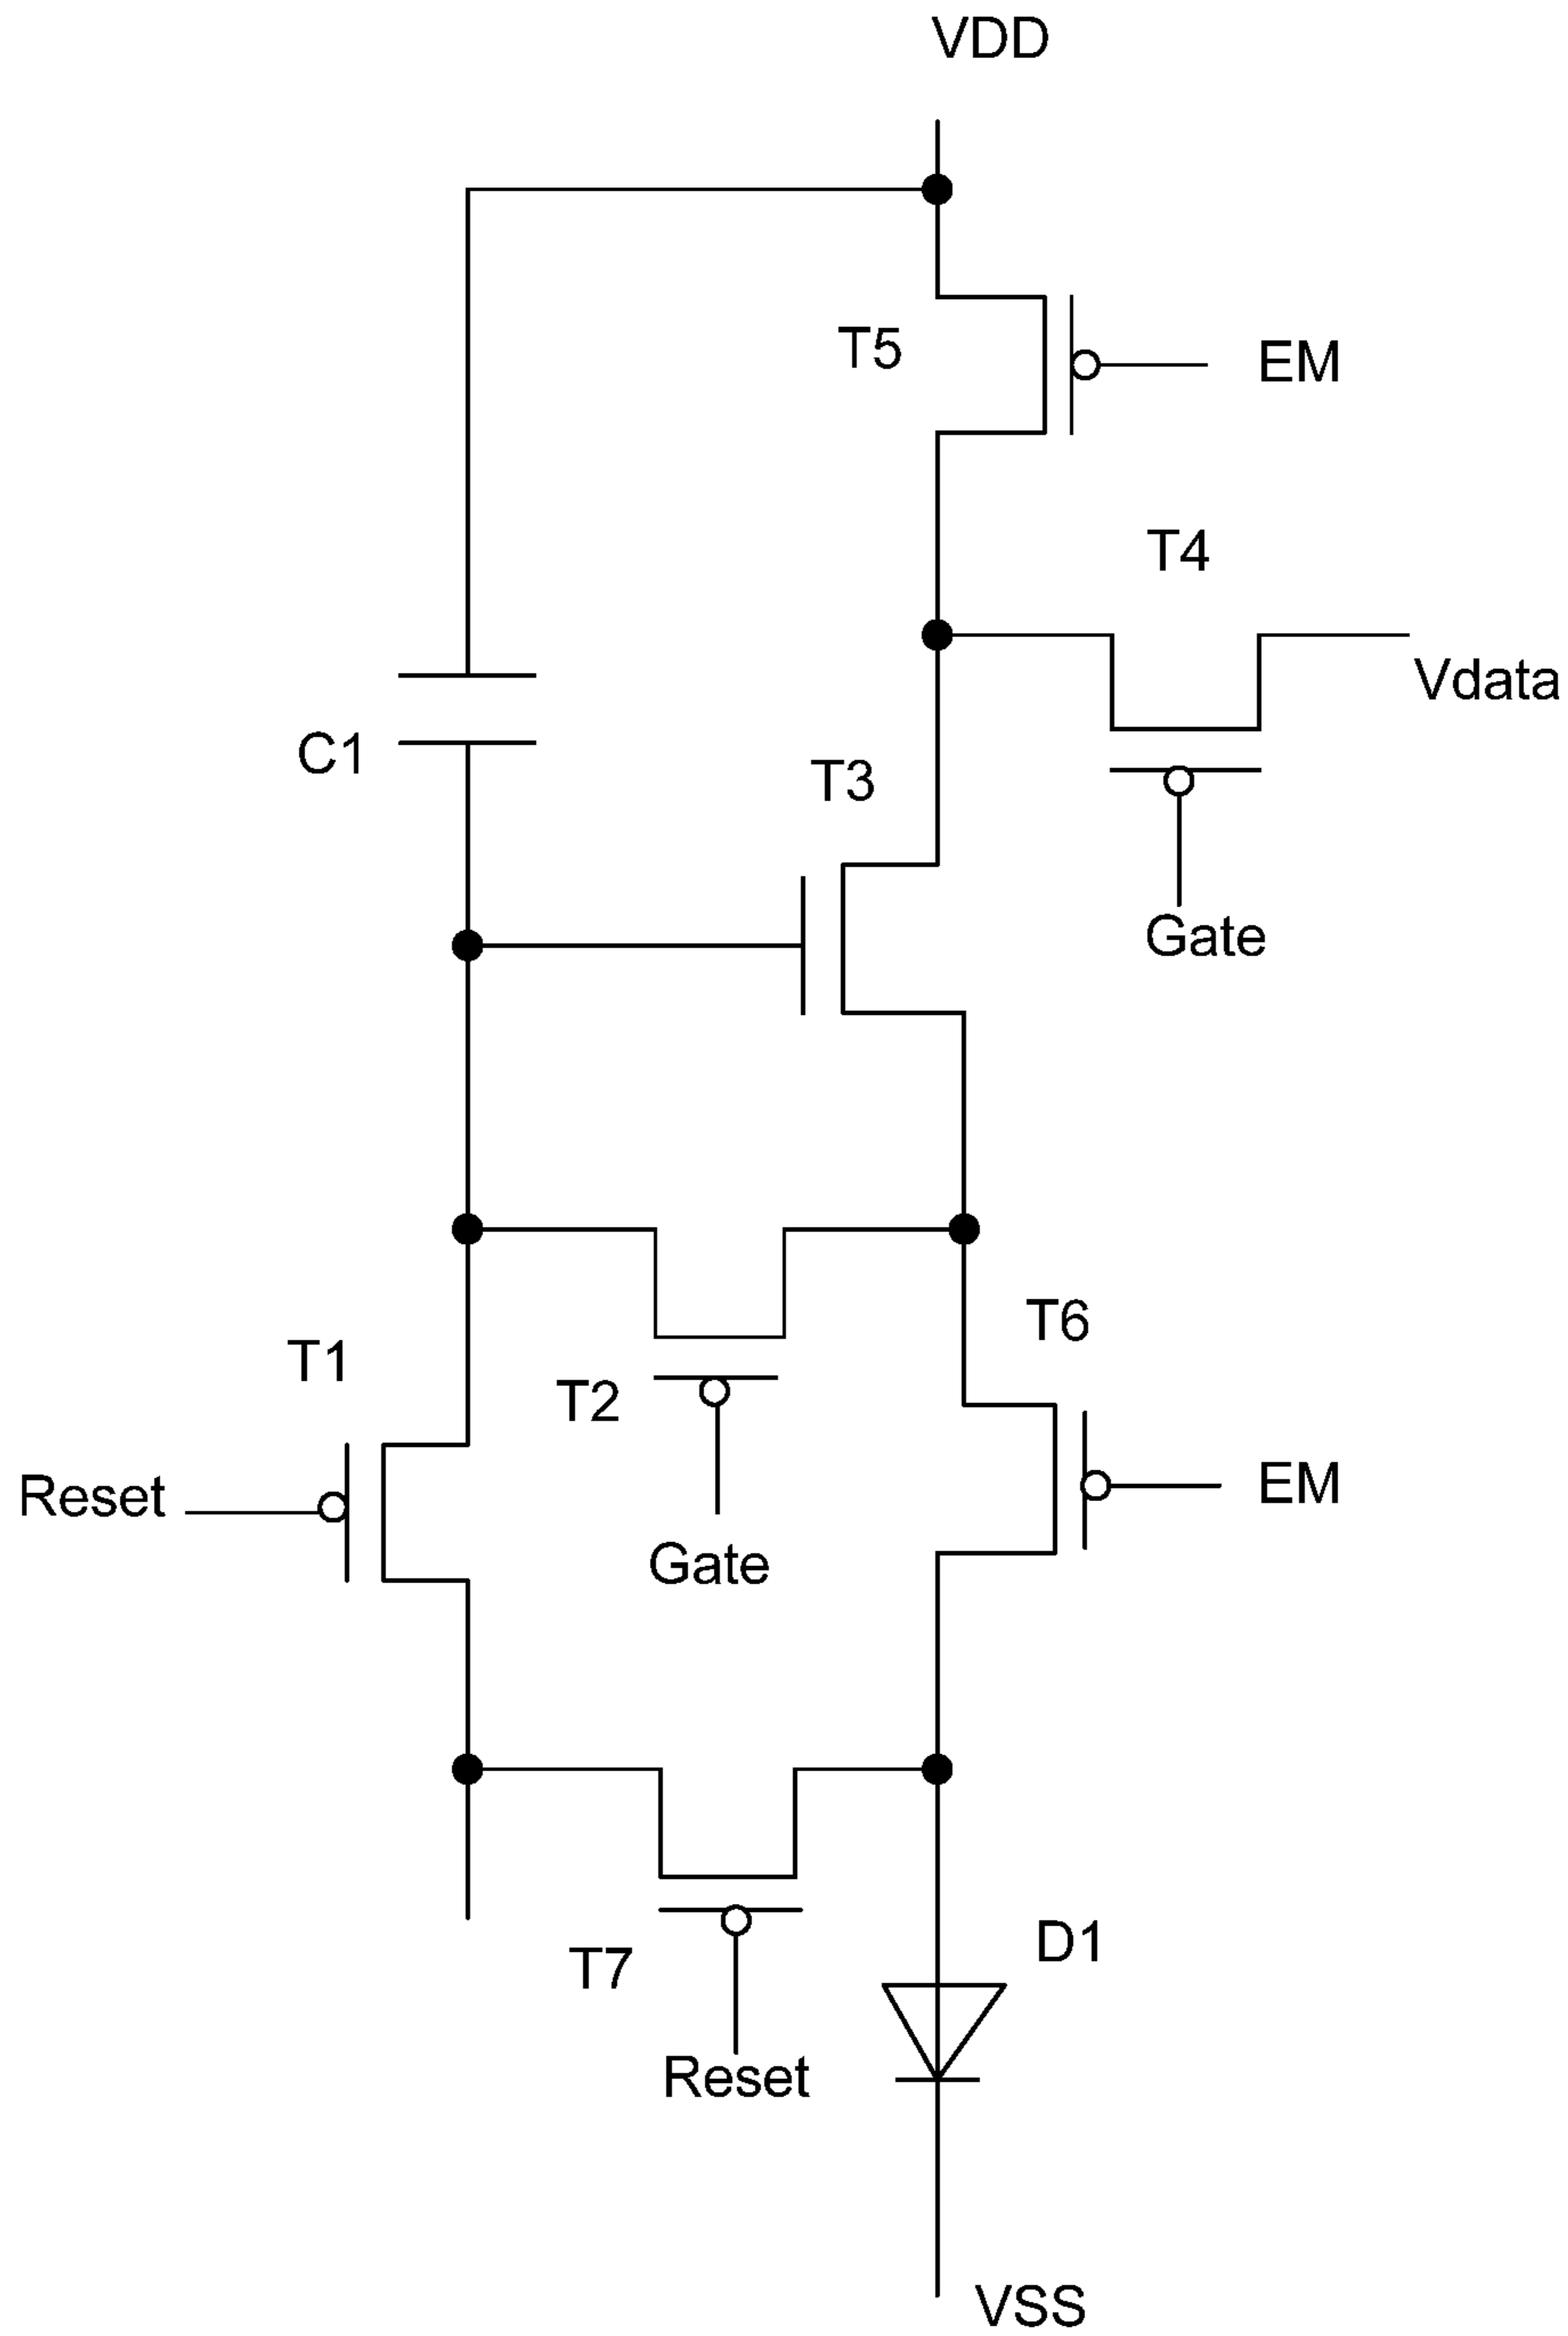 VDD
T5
EM
T4
Vdata
C1
T3
Gate
T6
T1
T2
Reset
EM
Gate
D1
T7
Reset
VSS